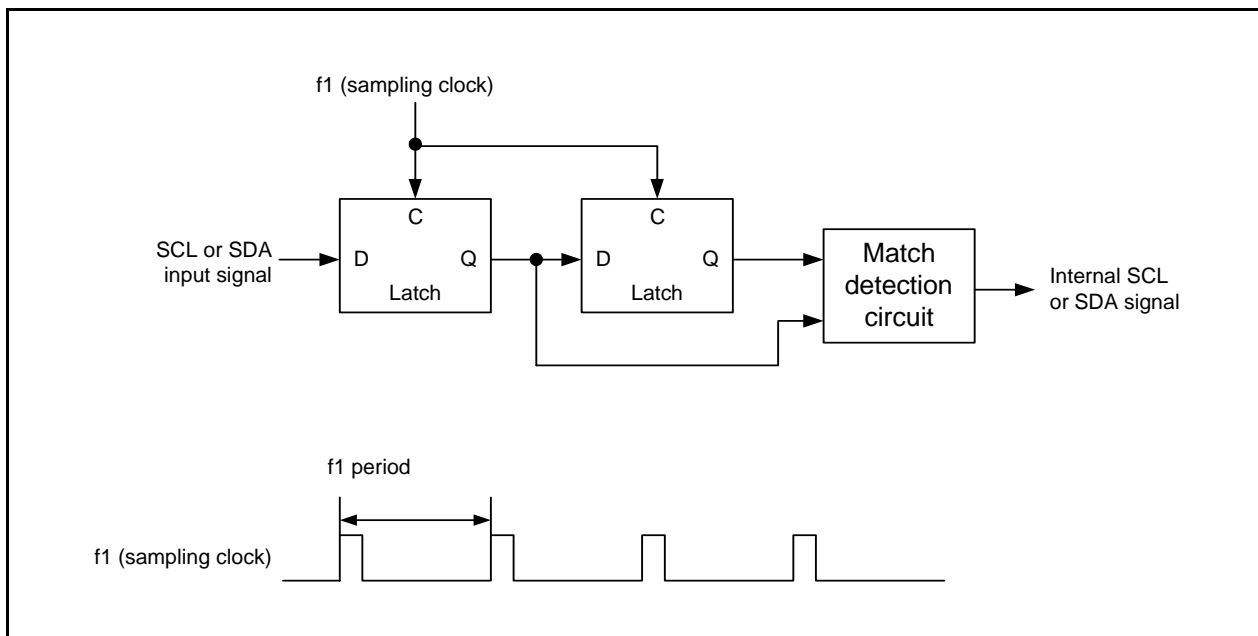 f1 (sampling clock)
C
C
SCL or SDA
input signal
D
Q
D
Q
Latch
Latch
Match
detection
circuit
Internal SCL
or SDA signal
f1 period
f1 (sampling clock)